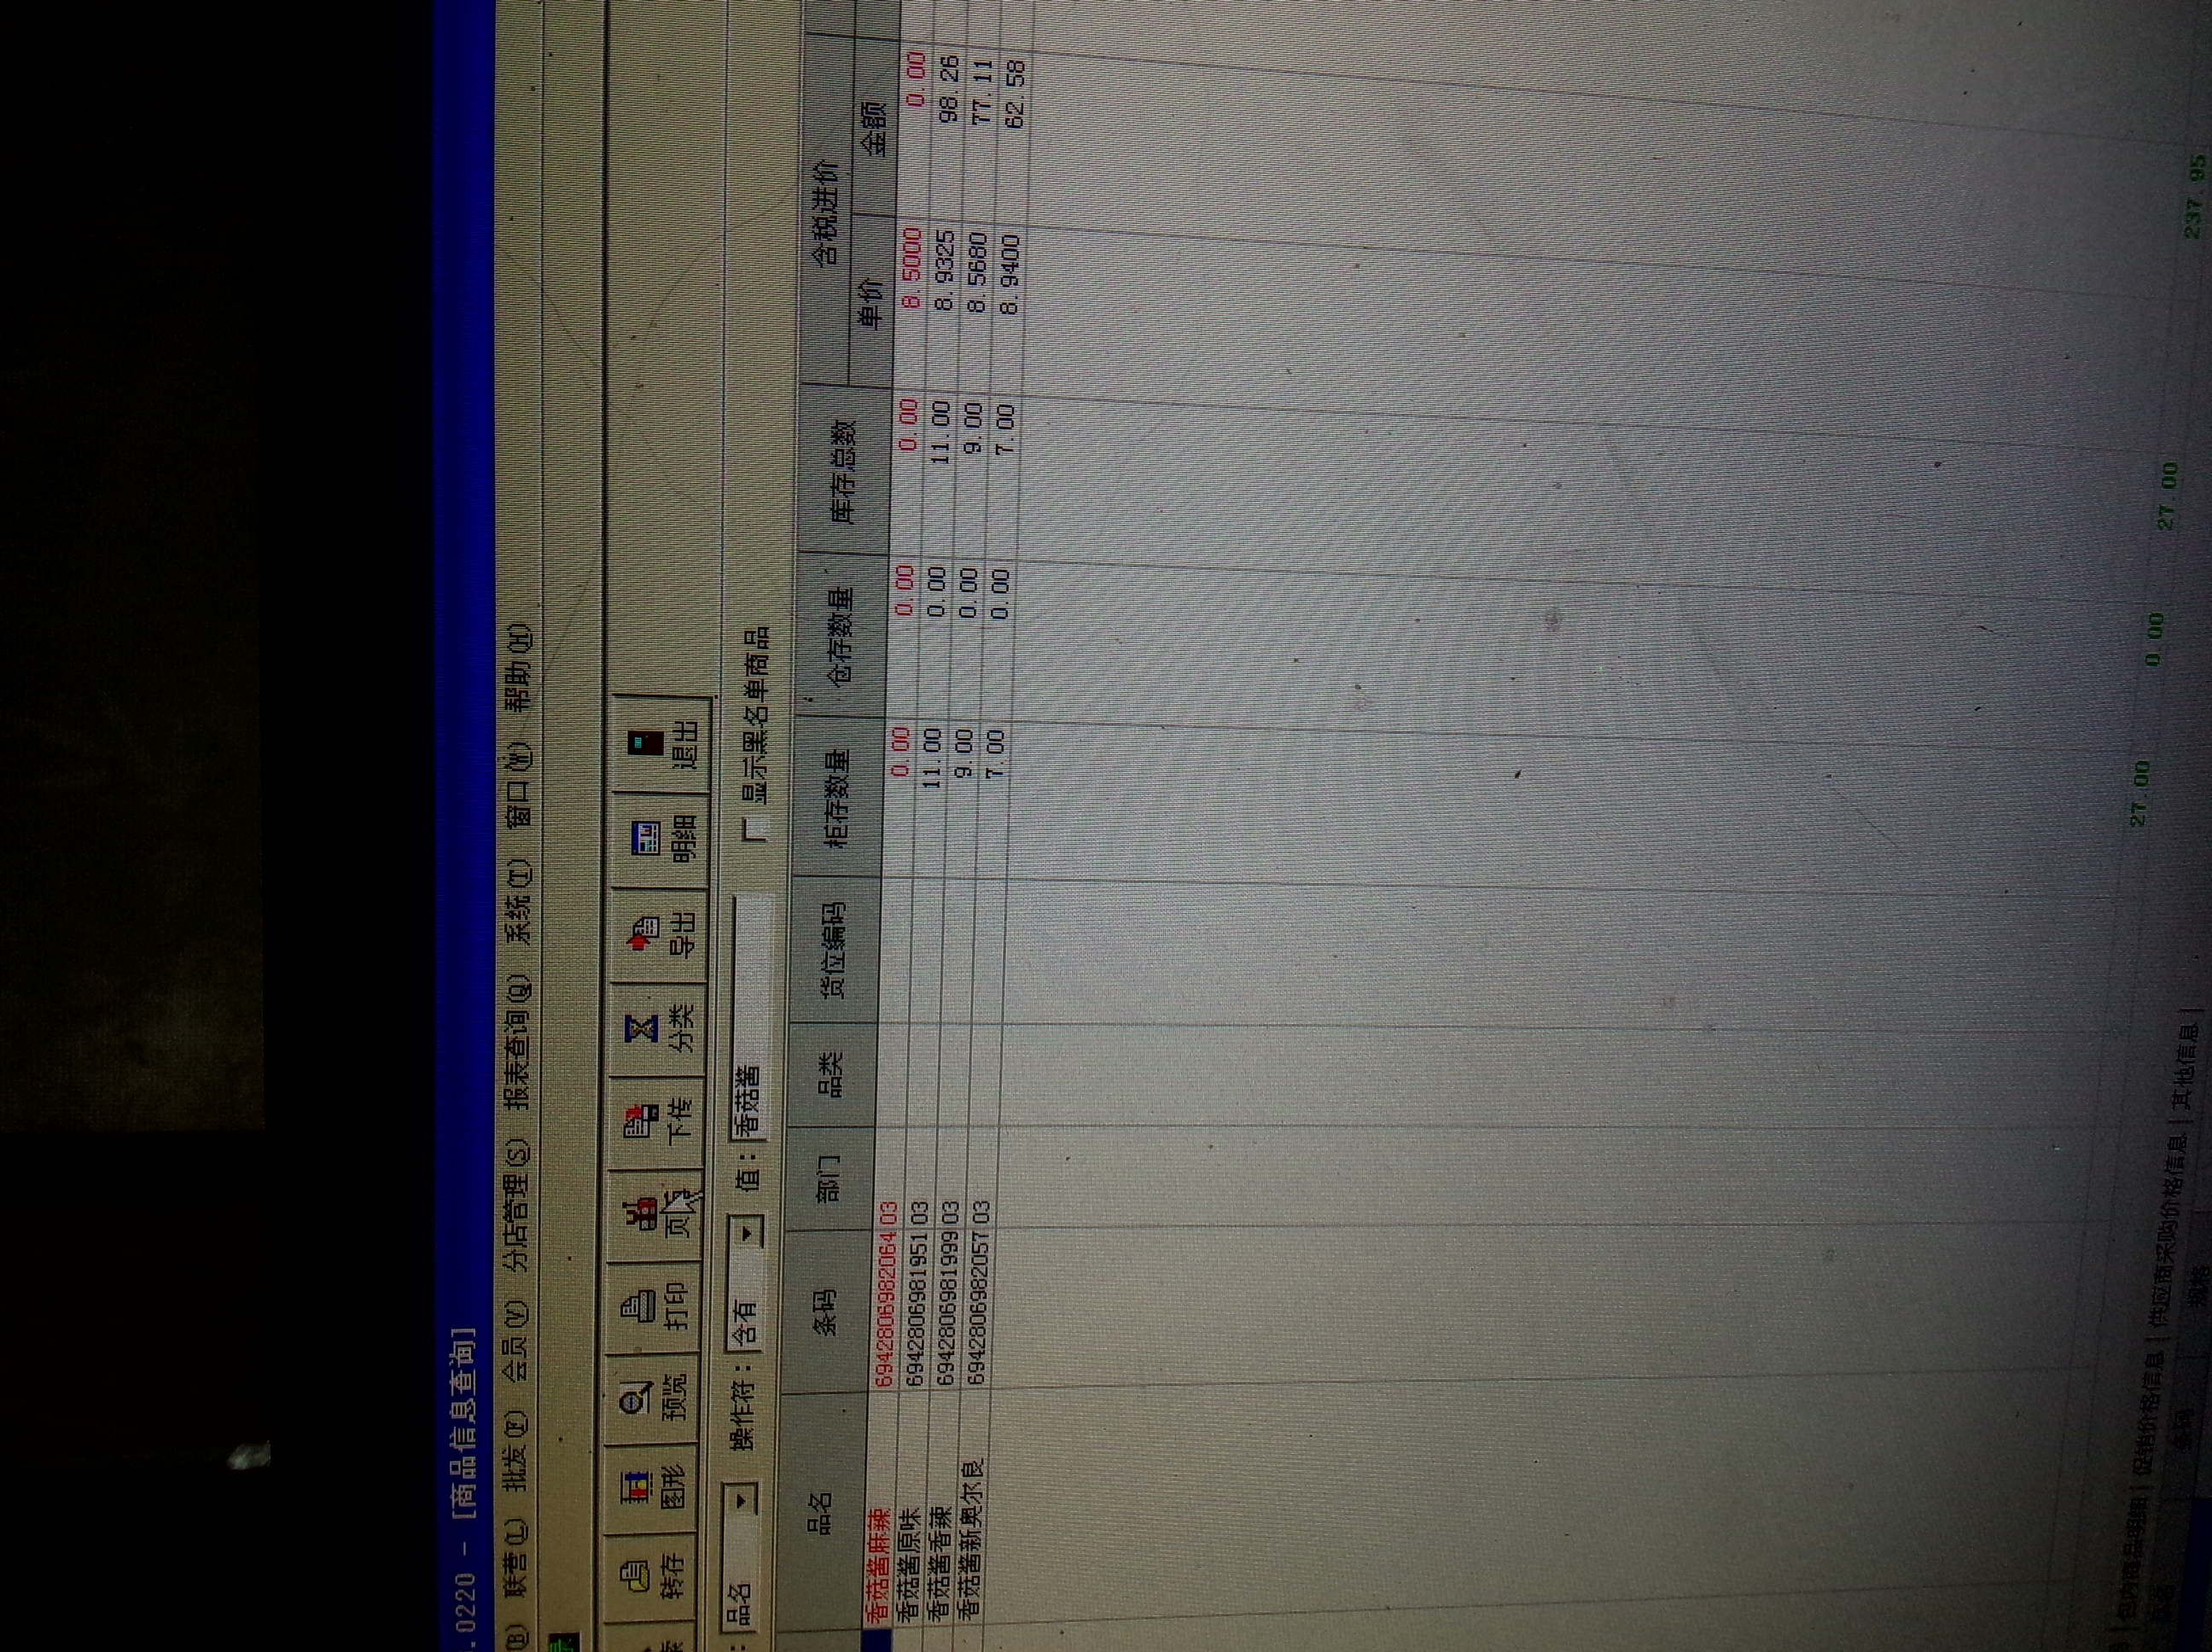 .0220 - [商品信息查询]
(B) 联营(L) 批发(F) 会员(V) 分店管理(S) 报表查询(Q) 系统(T) 窗口(W) 帮助(H)
录
索 转存 图形 预览 打印 下传 分类 导出 明细 退出
: 品名 操作符: 含有 值: 香菇酱 显示黑名单商品
品名 条码 部门 品类 货位编码 柜存数量 仓存数量 库存总数 含税进价
单价 金额
香菇酱麻辣 6942806982064 03 0.00 0.00 0.00 8.5000 0.00
香菇酱原味 6942806981951 03 11.00 0.00 11.00 8.9325 98.26
香菇酱香辣 6942806981999 03 9.00 0.00 9.00 8.5680 77.11
香菇酱新奥尔良 6942806982057 03 7.00 0.00 7.00 8.9400 62.58
27.00 0.00 27.00 237.95
包内商品明细 | 促销价格信息 | 供应商采购价格信息 | 其他信息 |
品名 条码 规格